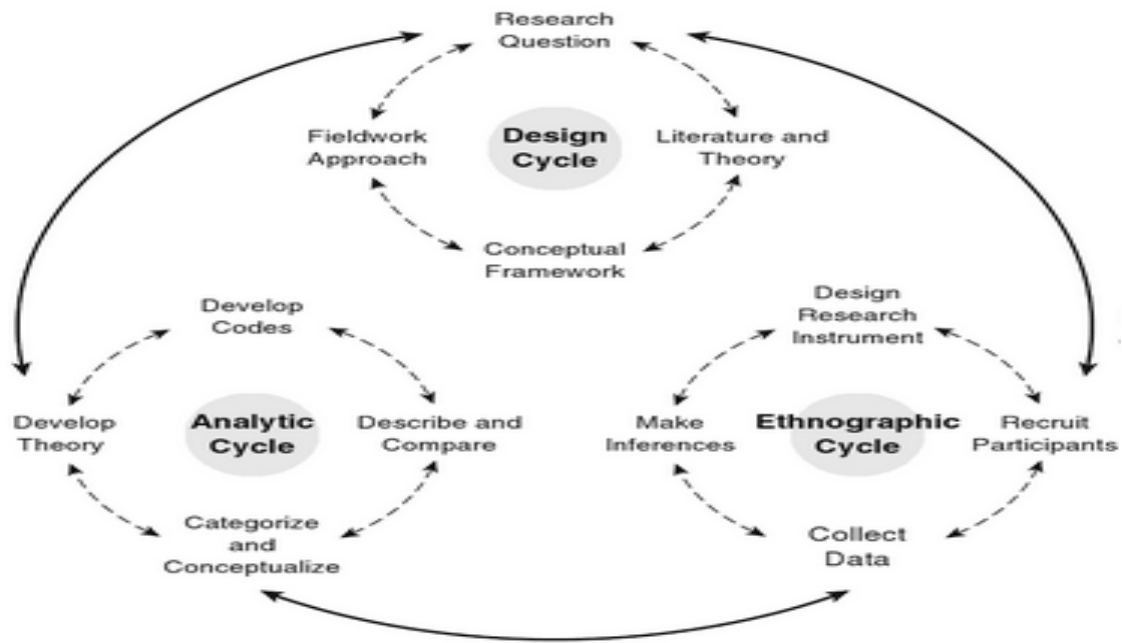 Research
Question
Fieldwork
Approach
Design
Cycle
Literature and
Theory
Conceptual
Framework
Develop
Codes
Develop
Theory
Analytic
Cycle
Describe and
Compare
Categorize
and
Conceptualize
Design
Research
Instrument
Make
Inferences
Ethnographic
Cycle
Recruit
Participants
Collect
Data